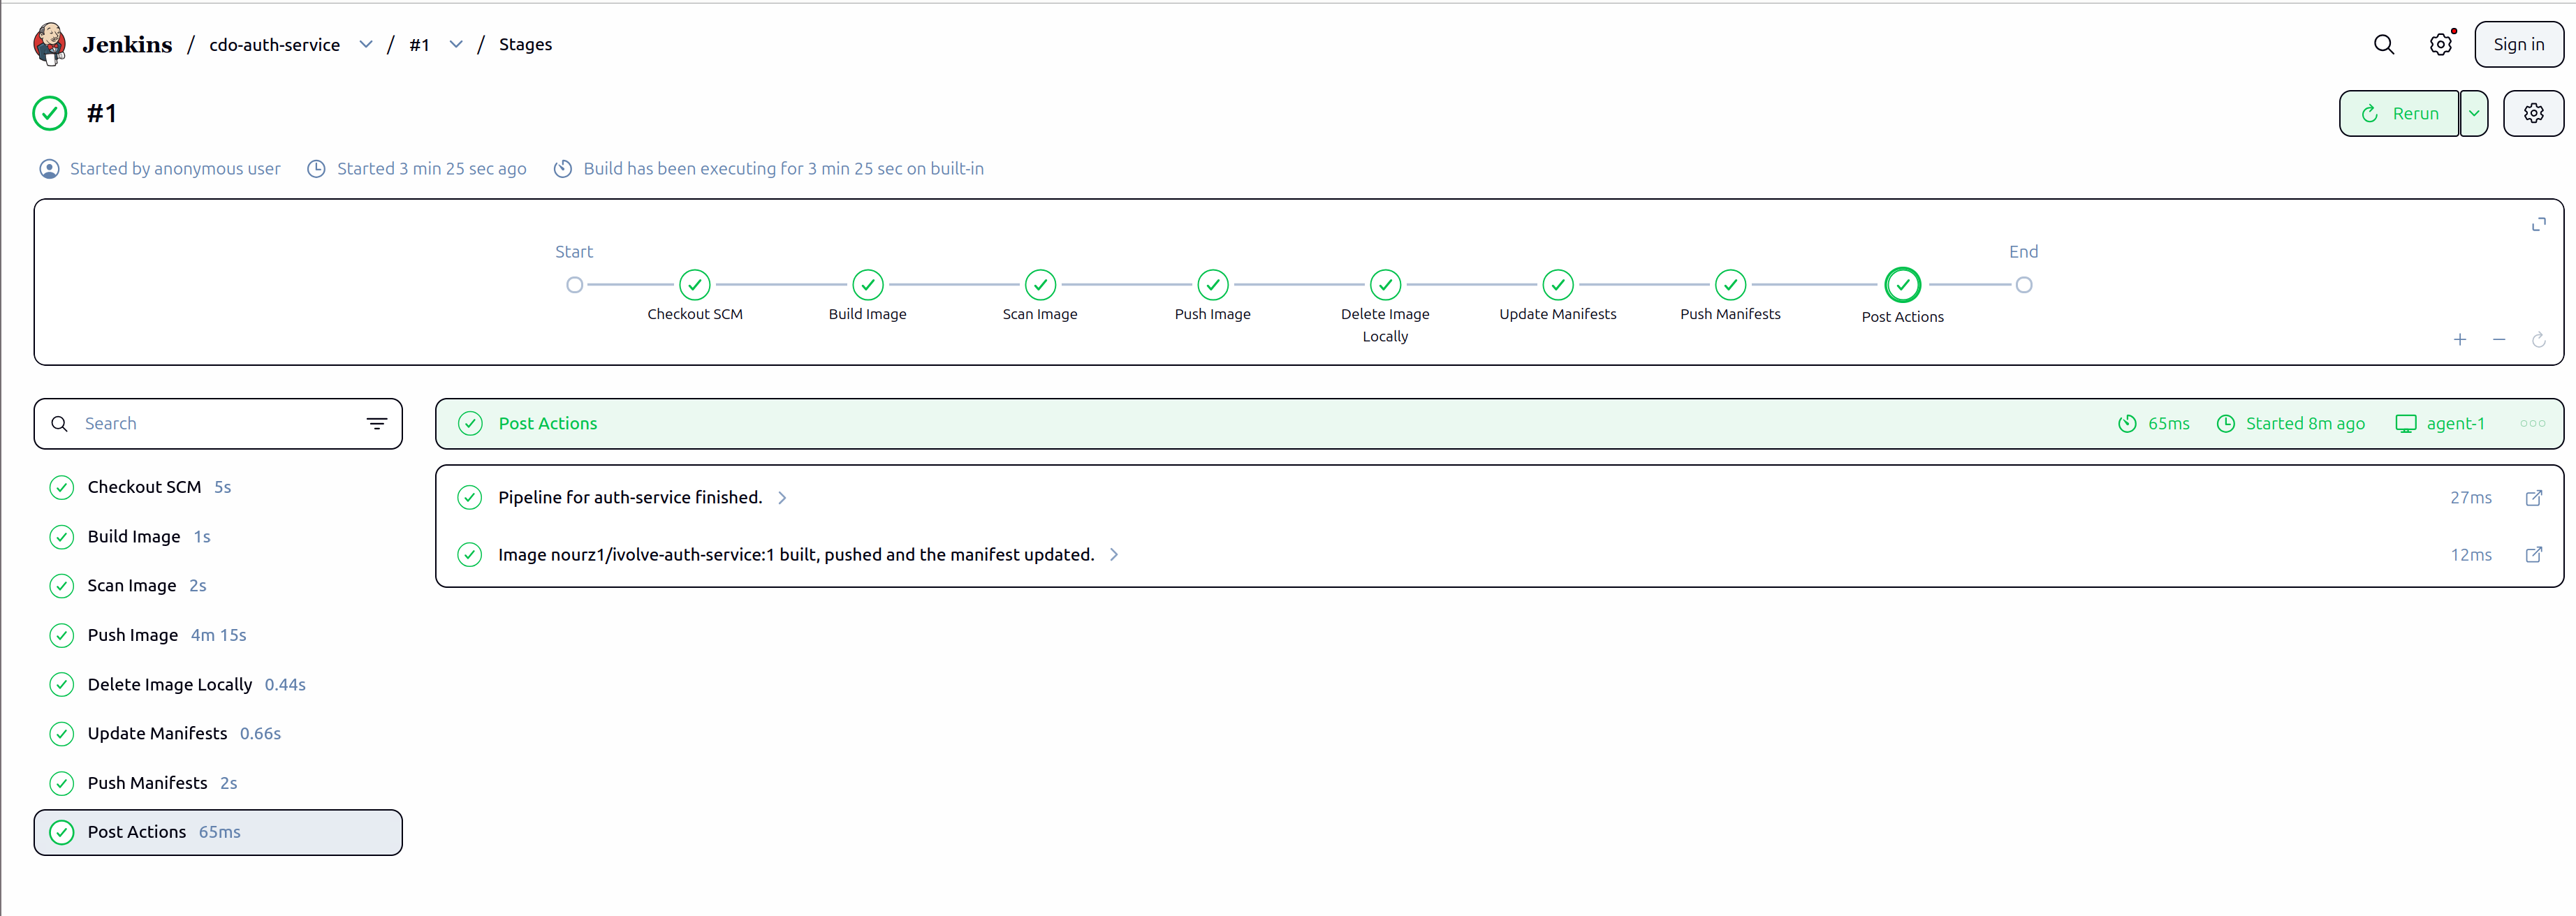 Jenkins / cdo-auth-service / #1 / Stages
Sign in
#1
Rerun
Started by anonymous user Started 3 min 25 sec ago Build has been executing for 3 min 25 sec on built-in
Start End
Checkout SCM Build Image Scan Image Push Image Delete Image Locally Update Manifests Push Manifests Post Actions
Search
Checkout SCM 5s
Build Image 1s
Scan Image 2s
Push Image 4m 15s
Delete Image Locally 0.44s
Update Manifests 0.66s
Push Manifests 2s
Post Actions 65ms
Post Actions 65ms Started 8m ago agent-1
Pipeline for auth-service finished. 27ms
Image nourz1/ivolve-auth-service:1 built, pushed and the manifest updated. 12ms